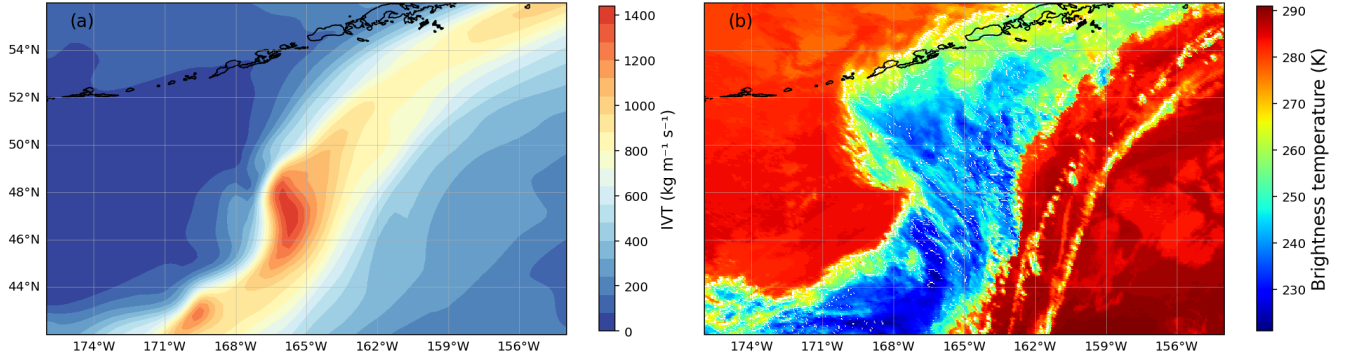 (a)
54°N
52°N
50°N
48°N
46°N
44°N
174°W 171°W 168°W 165°W 162°W 159°W 156°W
1400
1200
1000
800
600
400
200
0
IVT (kg m⁻¹ s⁻¹)
(b)
174°W 171°W 168°W 165°W 162°W 159°W 156°W
290
280
270
260
250
240
230
Brightness temperature (K)